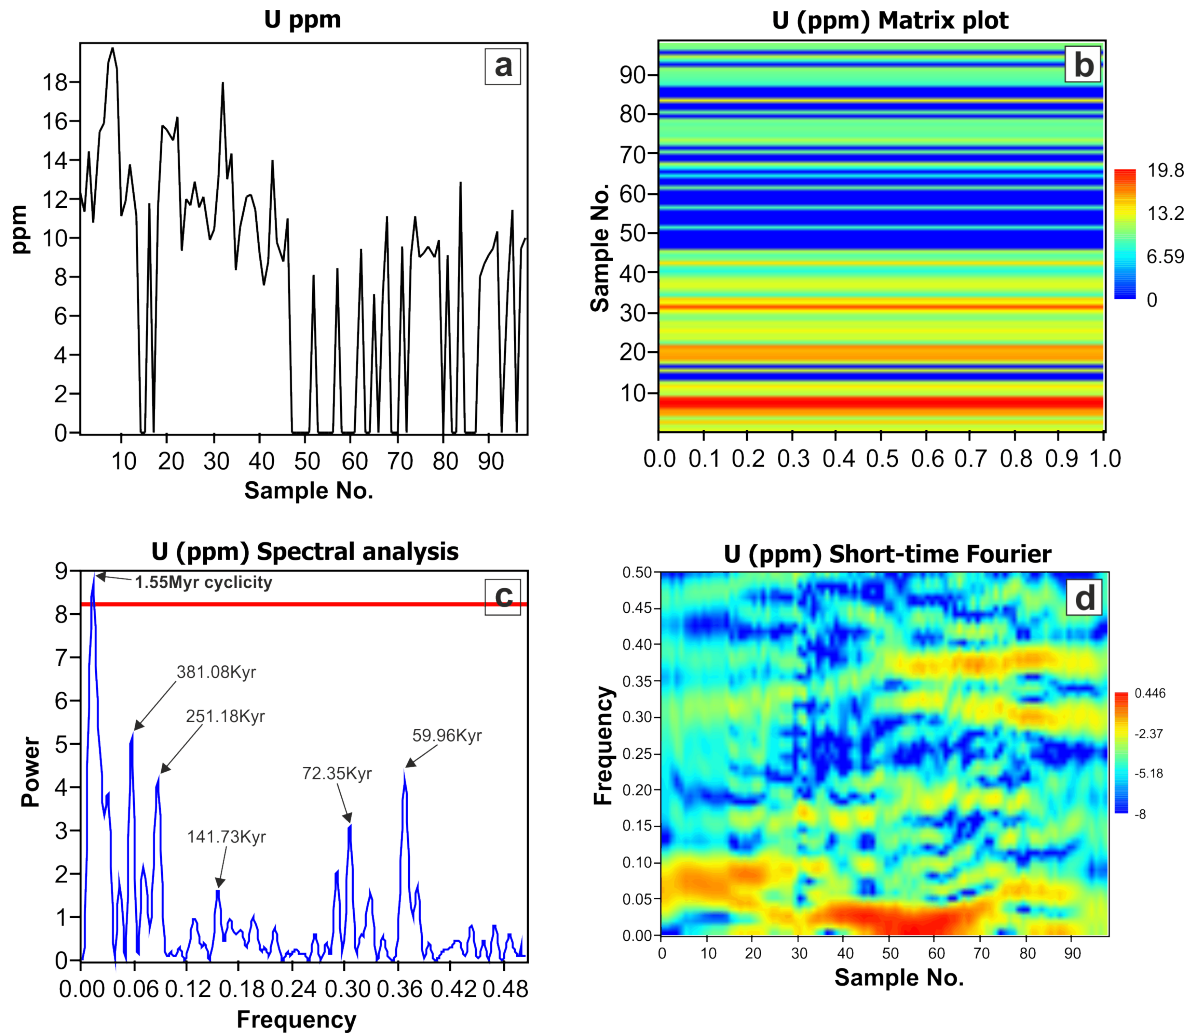 U ppm
a
ppm
18
16
14
12
10
8
6
4
2
0
10 20 30 40 50 60 70 80 90
Sample No.
U (ppm) Matrix plot
b
Sample No.
90
80
70
60
50
40
30
20
10
0.0 0.1 0.2 0.3 0.4 0.5 0.6 0.7 0.8 0.9 1.0
19.8
13.2
6.59
0
U (ppm) Spectral analysis
c
1.55Myr cyclicity
381.08Kyr
251.18Kyr
141.73Kyr
72.35Kyr
59.96Kyr
Power
9
8
7
6
5
4
3
2
1
0
0.00 0.06 0.12 0.18 0.24 0.30 0.36 0.42 0.48
Frequency
U (ppm) Short-time Fourier
d
Frequency
0.50
0.45
0.40
0.35
0.30
0.25
0.20
0.15
0.10
0.05
0.00
0 10 20 30 40 50 60 70 80 90
Sample No.
0.446
-2.37
-5.18
-8